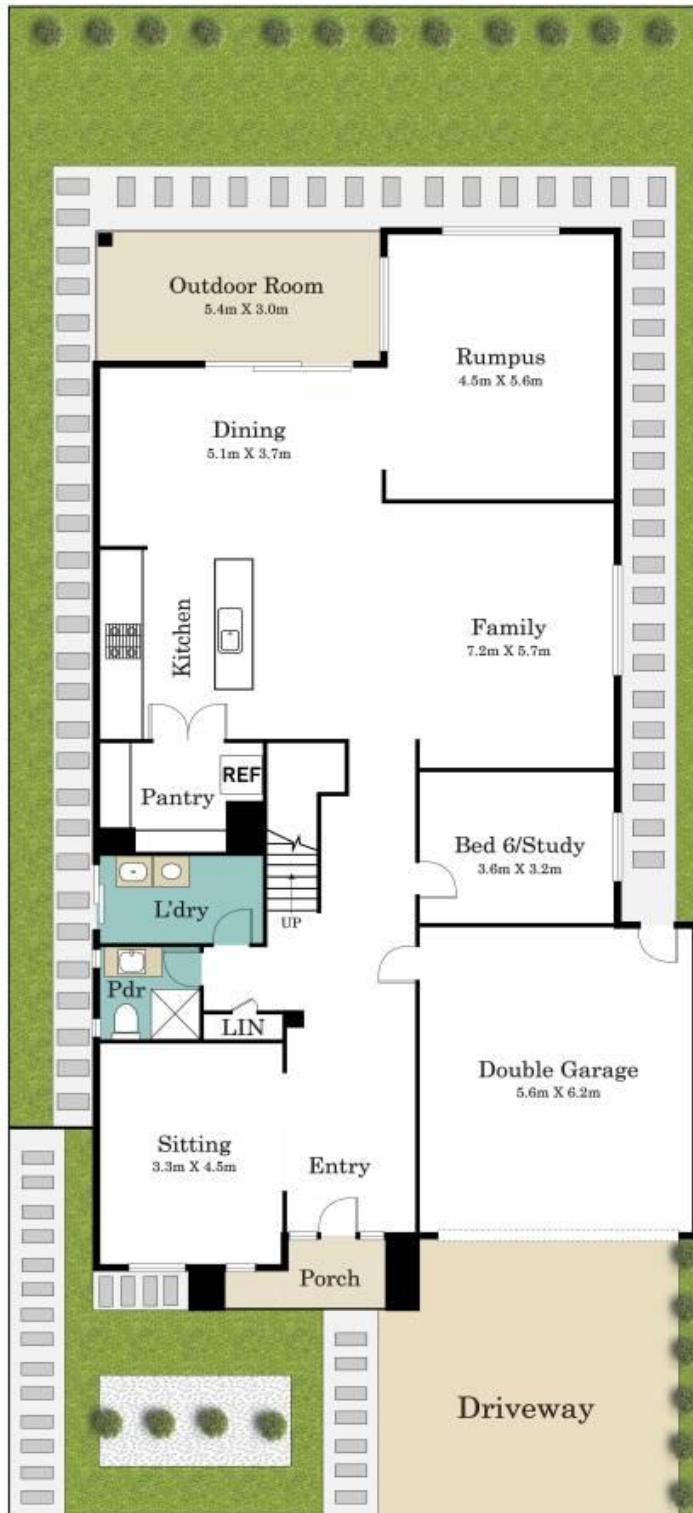 Outdoor Room
5.4m X 3.0m
Rumpus
4.5m X 5.6m
Dining
5.1m X 3.7m
Kitchen
Family
7.2m X 5.7m
REF
Pantry
Bed 6/Study
3.6m X 3.2m
L'dry
UP
Pdr
LIN
Double Garage
5.6m X 6.2m
Sitting
3.3m X 4.5m
Entry
Porch
Driveway